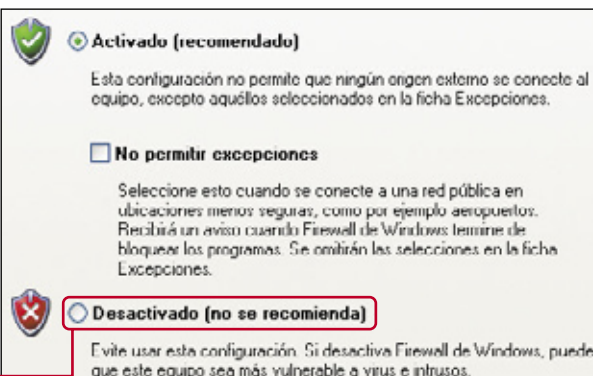 Activado (recomendado)
Esta configuración no permite que ningún origen externo se conecte al
equipo, excepto aquéllos seleccionados en la ficha Excepciones.
No permitir excepciones
Seleccione esto cuando se conecte a una red pública en
ubicaciones menos seguras, como por ejemplo aeropuertos.
Recibirá un aviso cuando Firewall de Windows termine de
bloquear los programas. Se omitirán las selecciones en la ficha
Excepciones.
Desactivado (no se recomienda)
Evite usar esta configuración. Si desactiva Firewall de Windows, puede
que este equipo sea más vulnerable a virus e intrusos.